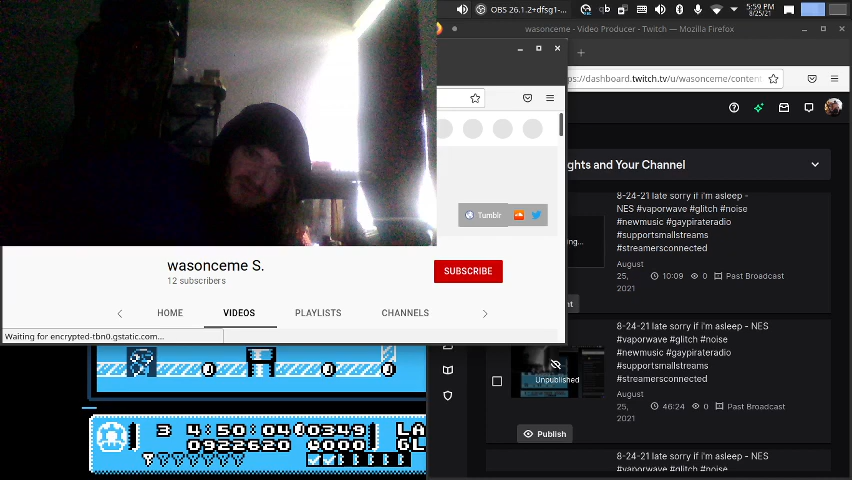 OBS 26.1.2+dfsg1-
5:59 PM
8/25/21
wasonceme - Video Producer - Twitch — Mozilla Firefox
ps://dashboard.twitch.tv/u/wasonceme/content
ghts and Your Channel
8-24-21 late sorry if i'm asleep -
NES #vaporwave #glitch #noise
#newmusic #gaypirateradio
#supportsmallstreams
#streamersconnected
August
25,
2021
10:09
0
Past Broadcast
Tumblr
wasonceme S.
12 subscribers
SUBSCRIBE
HOME
VIDEOS
PLAYLISTS
CHANNELS
Waiting for encrypted-tbn0.gstatic.com...
8-24-21 late sorry if i'm asleep - NES
#vaporwave #glitch #noise
#newmusic #gaypirateradio
#supportsmallstreams
#streamersconnected
Unpublished
August
25,
2021
46:24
0
Past Broadcast
Publish
8-24-21 late sorry if i'm asleep - NES
#vaporwave #glitch #noise
3 4:50:04 0349
0922620